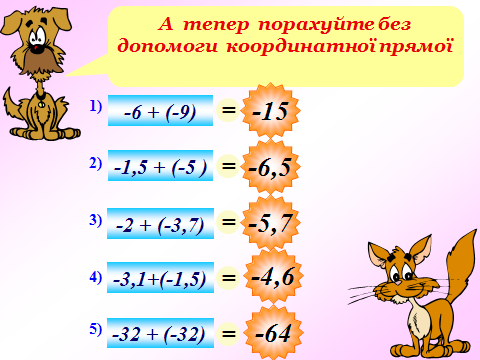 А тепер порахуйте без
допомоги координатної прямої
1) -6 + (-9) = -15
2) -1,5 + (-5 ) = -6,5
3) -2 + (-3,7) = -5,7
4) -3,1+(-1,5) = -4,6
5) -32 + (-32) = -64